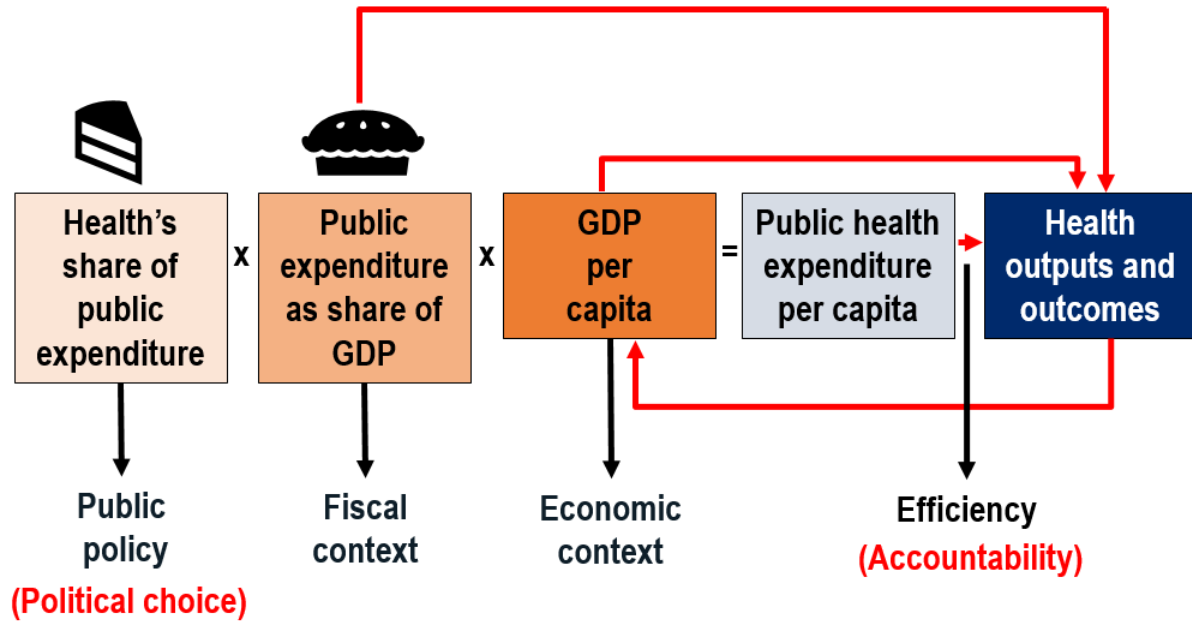 Health's
share of
public
expenditure
x
Public
expenditure
as share of
GDP
x
GDP
per
capita
=
Public health
expenditure
per capita
Health
outputs and
outcomes
Public
policy
(Political choice)
Fiscal
context
Economic
context
Efficiency
(Accountability)